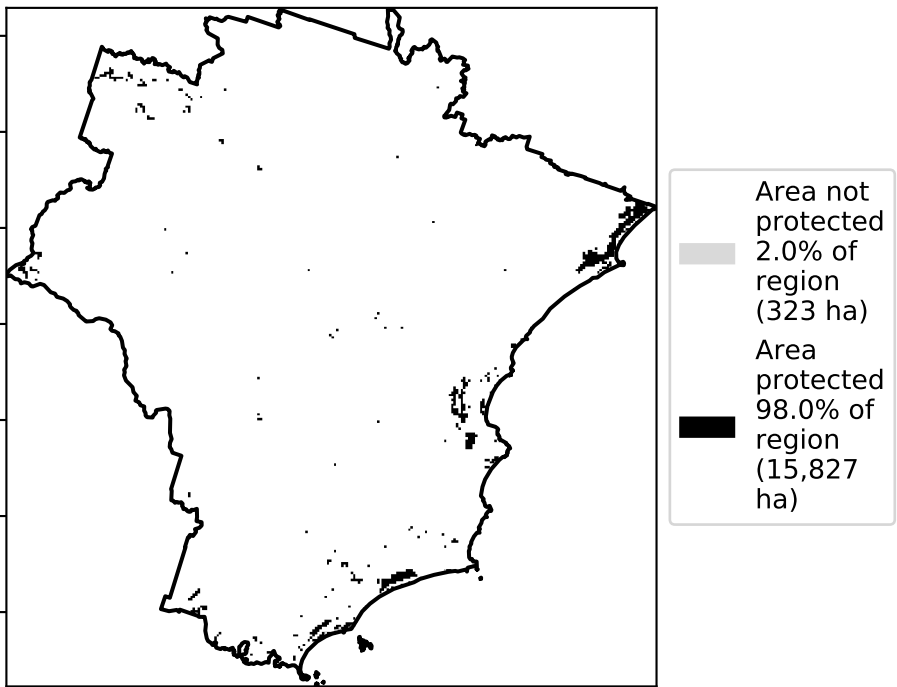 Area not
protected
2.0% of
region
(323 ha)
Area
protected
98.0% of
region
(15,827
ha)